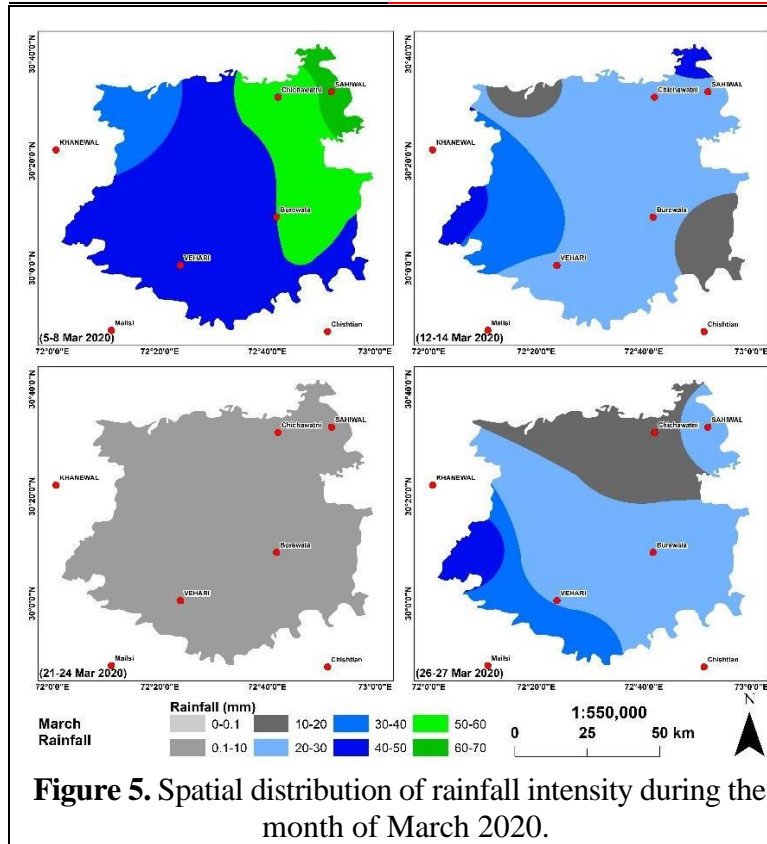 30°40'0"N
30°20'0"N
30°0'0"N
KHANEWAL
Chichawatni
SAHIWAL
Burewala
VEHARI
Mailsi
Chishtian
(5-8 Mar 2020)
72°0'0"E 72°20'0"E 72°40'0"E 73°0'0"E
30°40'0"N
30°20'0"N
30°0'0"N
KHANEWAL
Chichawatni
SAHIWAL
Burewala
VEHARI
Mailsi
Chishtian
(12-14 Mar 2020)
72°0'0"E 72°20'0"E 72°40'0"E 73°0'0"E
30°40'0"N
30°20'0"N
30°0'0"N
KHANEWAL
Chichawatni
SAHIWAL
Burewala
VEHARI
Mailsi
Chishtian
(21-24 Mar 2020)
72°0'0"E 72°20'0"E 72°40'0"E 73°0'0"E
30°40'0"N
30°20'0"N
30°0'0"N
KHANEWAL
Chichawatni
SAHIWAL
Burewala
VEHARI
Mailsi
Chishtian
(26-27 Mar 2020)
72°0'0"E 72°20'0"E 72°40'0"E 73°0'0"E
March
Rainfall
Rainfall (mm)
0-0.1 10-20 30-40 50-60
0.1-10 20-30 40-50 60-70
1:550,000
0 25 50 km
N
Figure 5. Spatial distribution of rainfall intensity during the
month of March 2020.